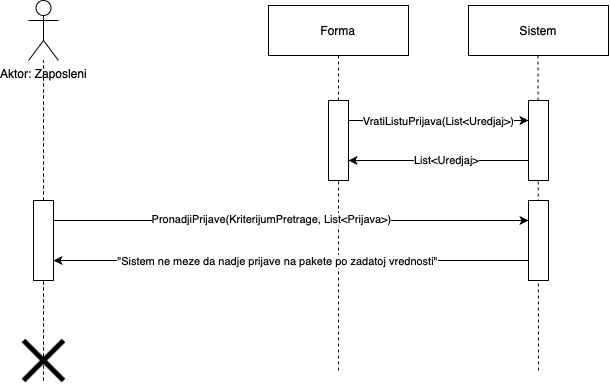 Forma
Sistem
Aktor: Zaposleni
VratiListuPrijava(List<Uredjaj>)
List<Uredjaj>
PronadjiPrijave(KriterijumPretrage, List<Prijava>)
"Sistem ne meze da nadje prijave na pakete po zadatoj vrednosti"